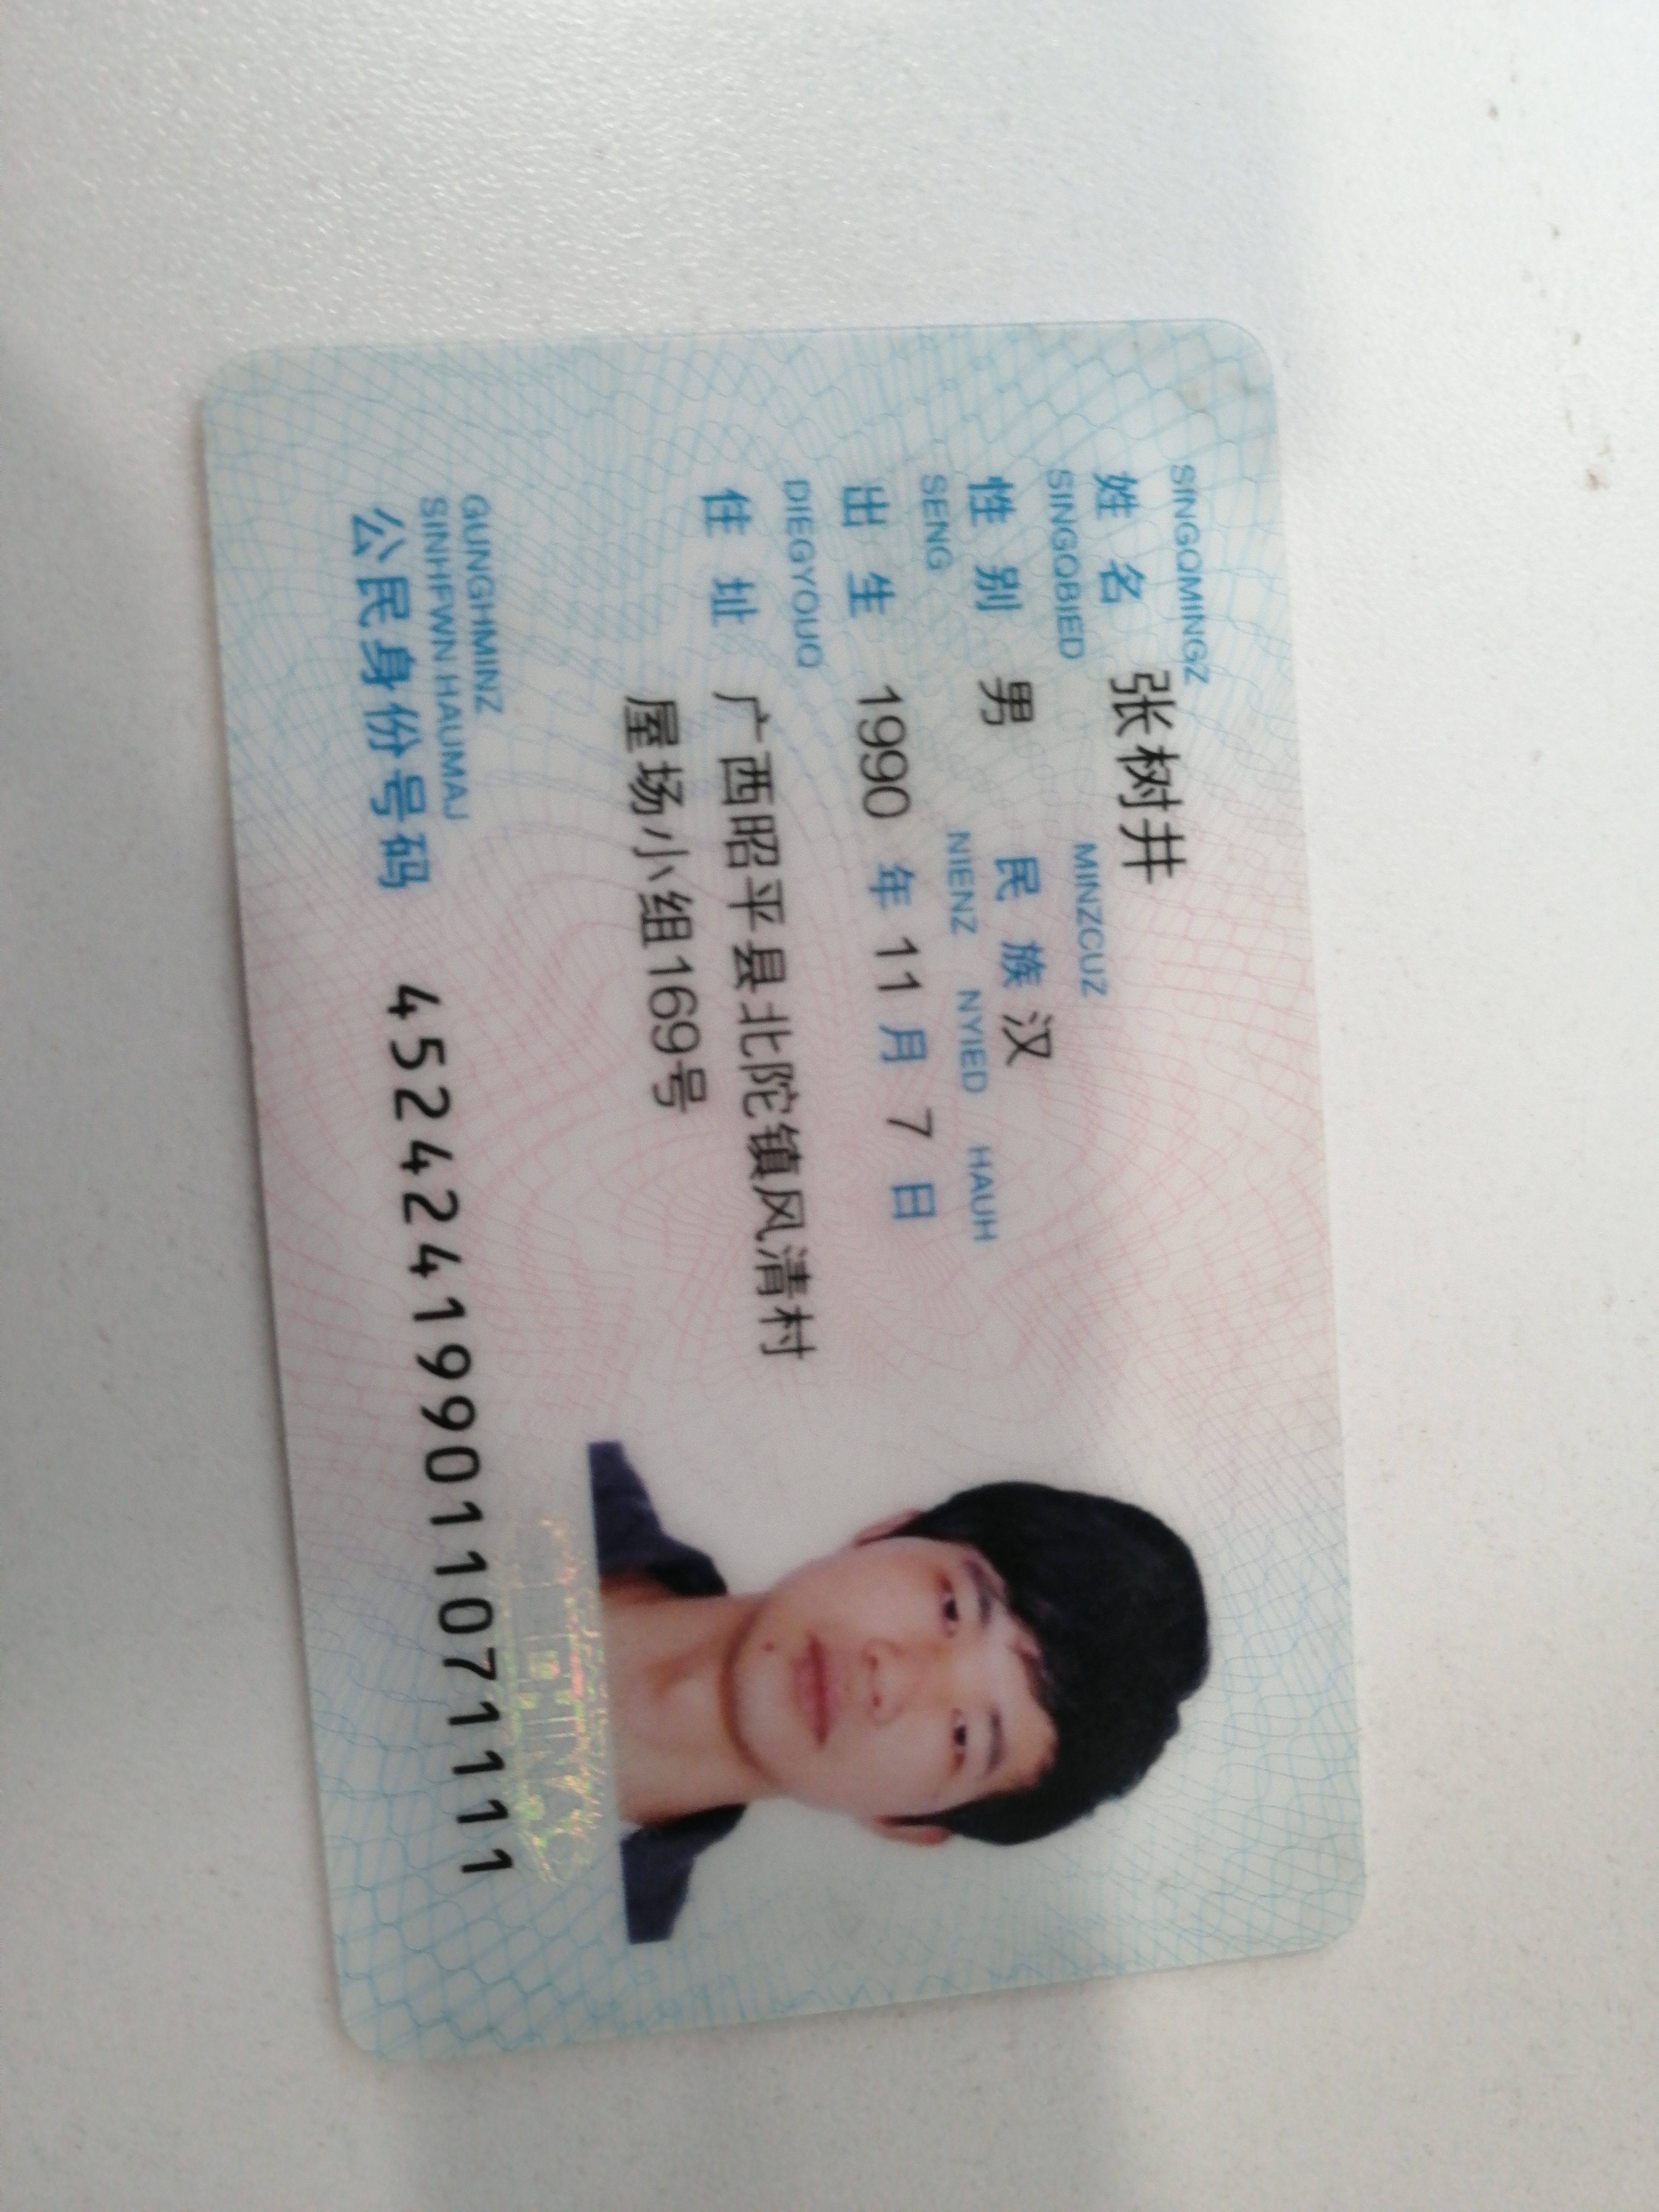 SINGQMINGZ
姓 名 张树井
SINGQBIED MINZCUZ
性 别 男 民 族 汉
SENG NIENZ NYIED HAUH
出 生 1990 年 11 月 7 日
DIEGYOUQ
住 址 广西昭平县北陀镇风清村
屋场小组169号
GUNGHMINZ
SINHFWN HAUMAJ
公民身份号码 452424199011071111